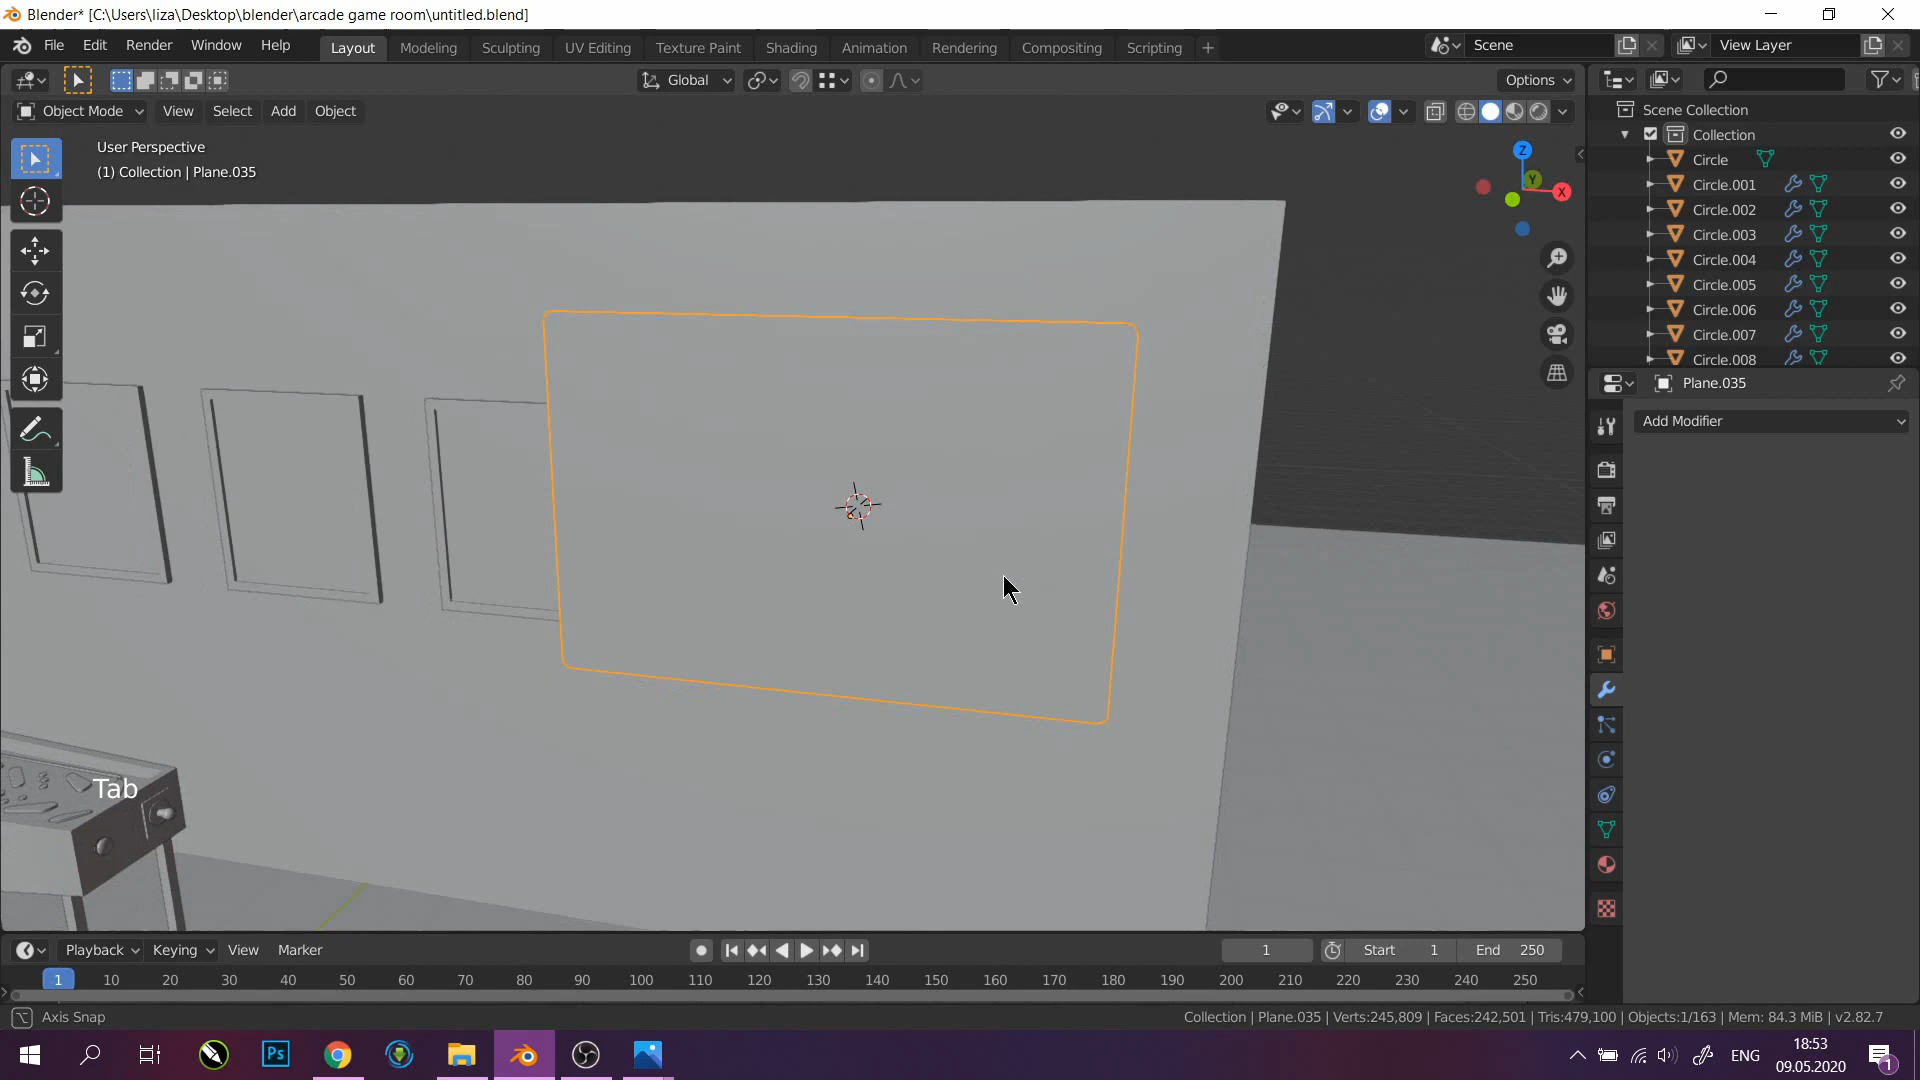 Blender* [C:\Users\liza\Desktop\blender\arcade game room\untitled.blend]
File Edit Render Window Help Layout Modeling Sculpting UV Editing Texture Paint Shading Animation Rendering Compositing Scripting + Scene View Layer
Global Options
Object Mode View Select Add Object
User Perspective
(1) Collection | Plane.035
Z
Y
X
Scene Collection
Collection
Circle
Circle.001
Circle.002
Circle.003
Circle.004
Circle.005
Circle.006
Circle.007
Circle.008
Plane.035
Add Modifier
Tab
Playback Keying View Marker 1 Start 1 End 250
1 10 20 30 40 50 60 70 80 90 100 110 120 130 140 150 160 170 180 190 200 210 220 230 240 250
Axis Snap
Collection | Plane.035 | Verts:245,809 | Faces:242,501 | Tris:479,100 | Objects:1/163 | Mem: 84.3 MiB | v2.82.7
Ps
ENG
18:53
09.05.2020
1